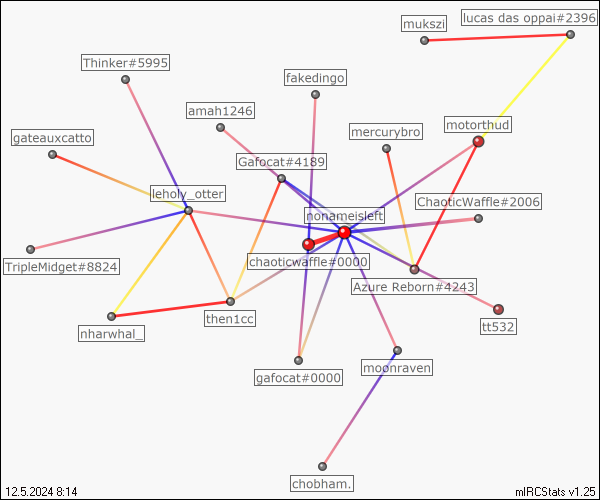 lucas das oppai#2396
mukszi
Thinker#5995
fakedingo
amah1246
motorthud
mercurybro
gateauxcatto
Gafocat#4189
leholy_otter
ChaoticWaffle#2006
nonameisleft
chaoticwaffle#0000
TripleMidget#8824
Azure Reborn#4243
then1cc
tt532
nharwhal_
moonraven
gafocat#0000
chobham.
12.5.2024 8:14
mIRCStats v1.25